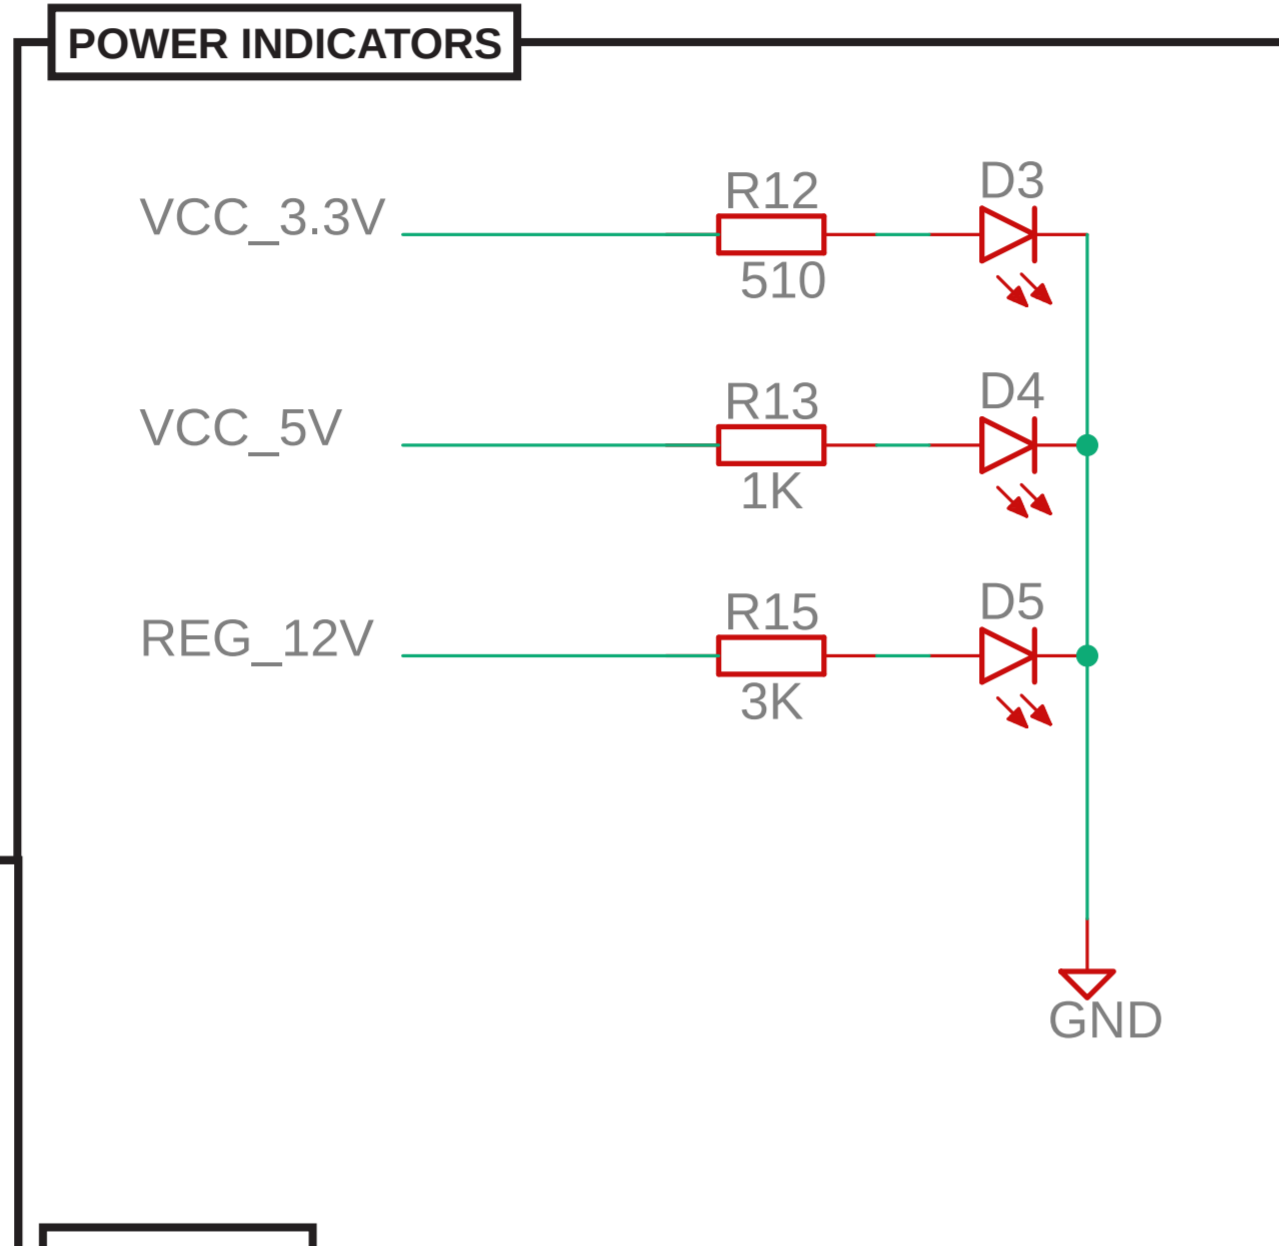 POWER INDICATORS
VCC_3.3V
R12
510
D3
VCC_5V
R13
1K
D4
REG_12V
R15
3K
D5
GND